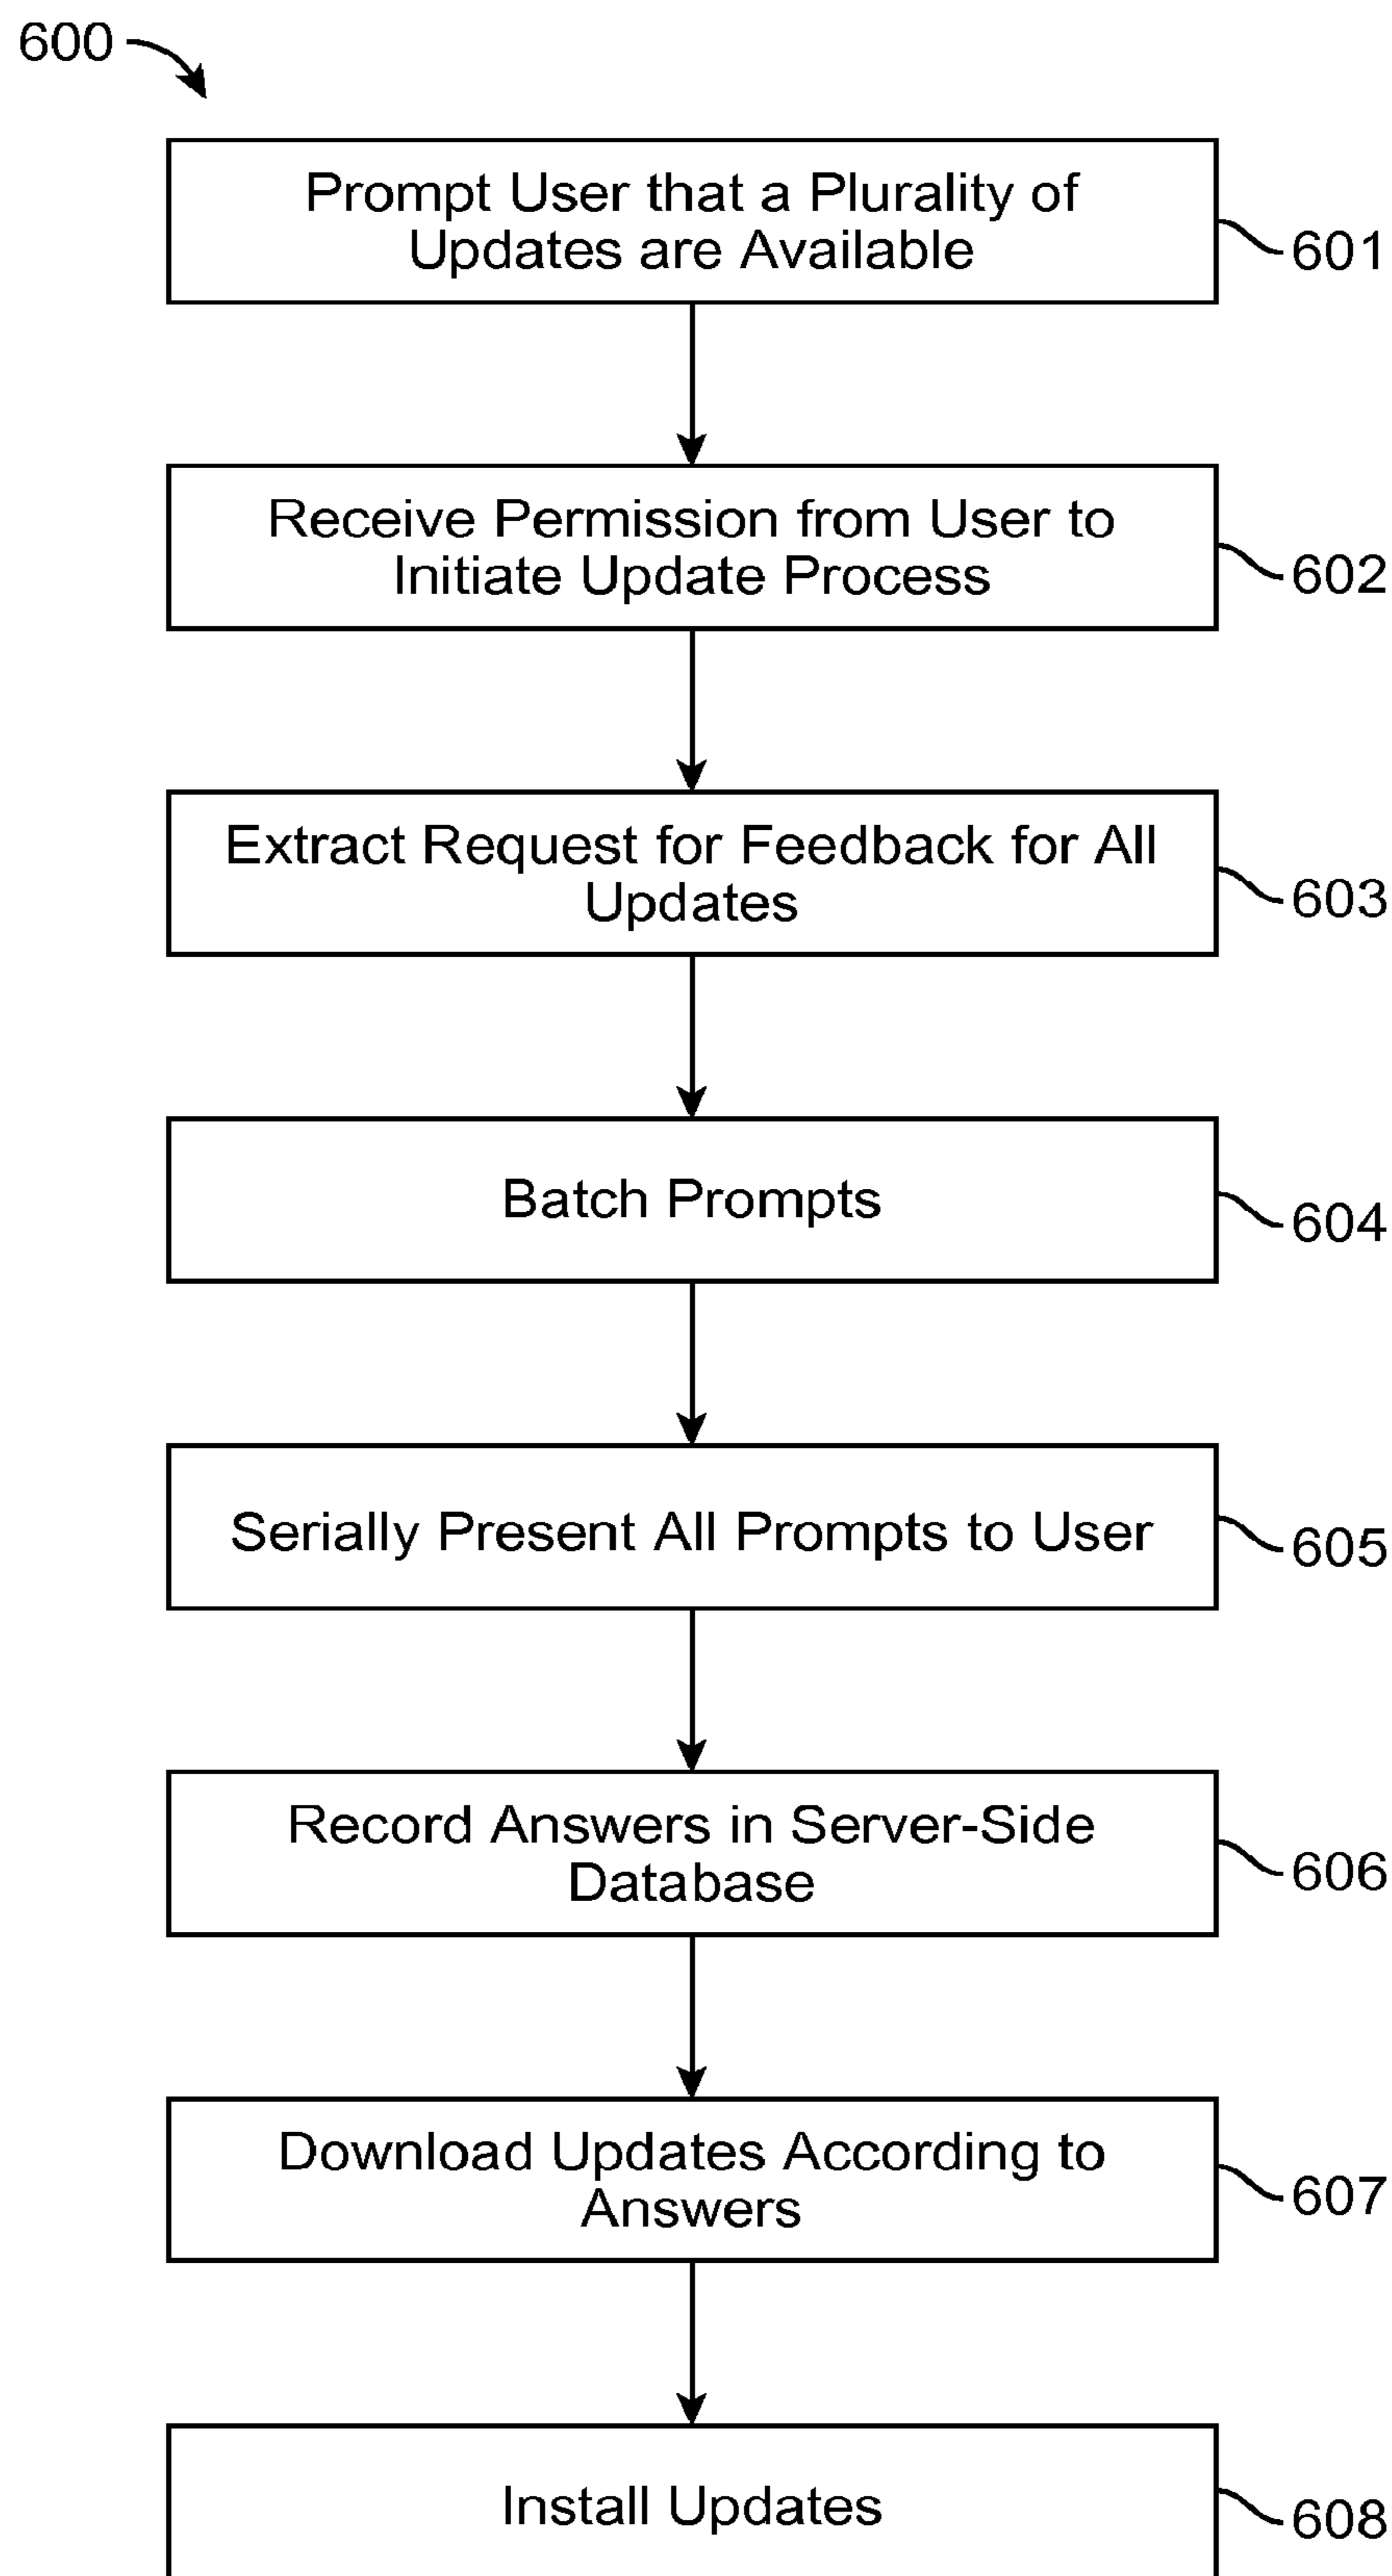 600
Prompt User that a Plurality of
Updates are Available
601
Receive Permission from User to
Initiate Update Process
602
Extract Request for Feedback for All
Updates
603
Batch Prompts
604
Serially Present All Prompts to User
605
Record Answers in Server-Side
Database
606
Download Updates According to
Answers
607
Install Updates
608